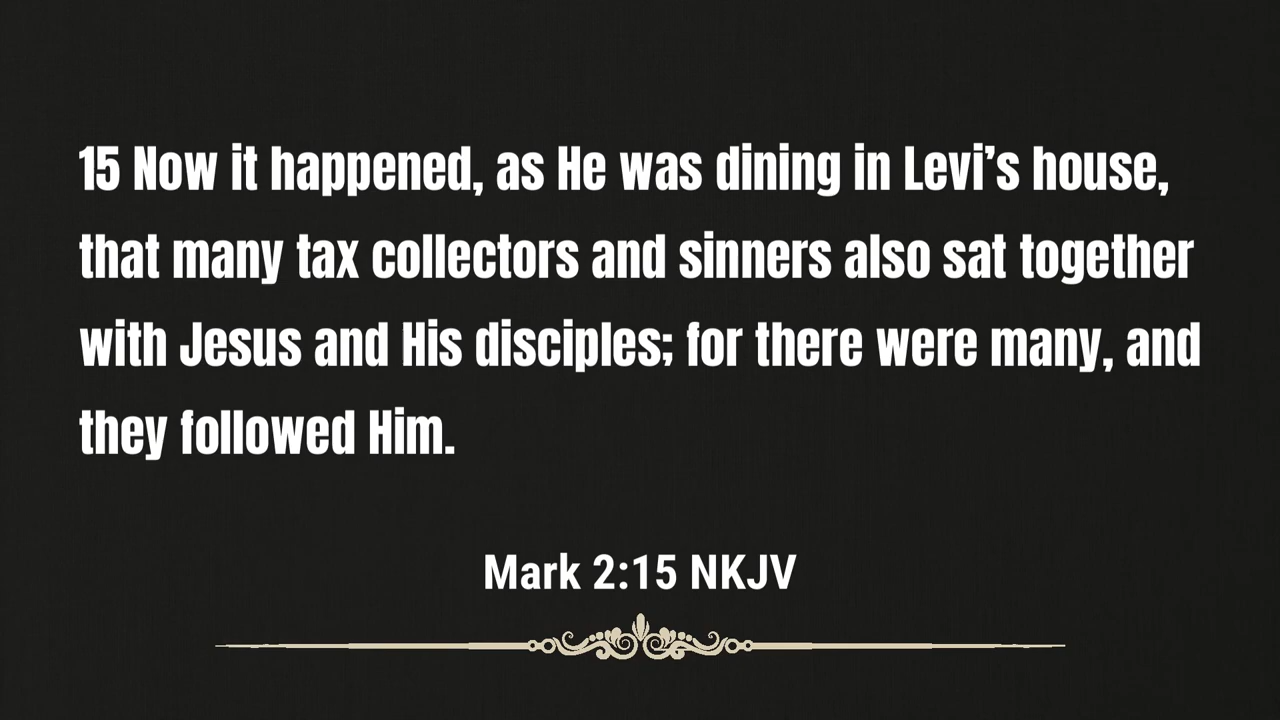 15 Now it happened, as He was dining in Levi’s house,
that many tax collectors and sinners also sat together
with Jesus and His disciples; for there were many, and
they followed Him.
Mark 2:15 NKJV